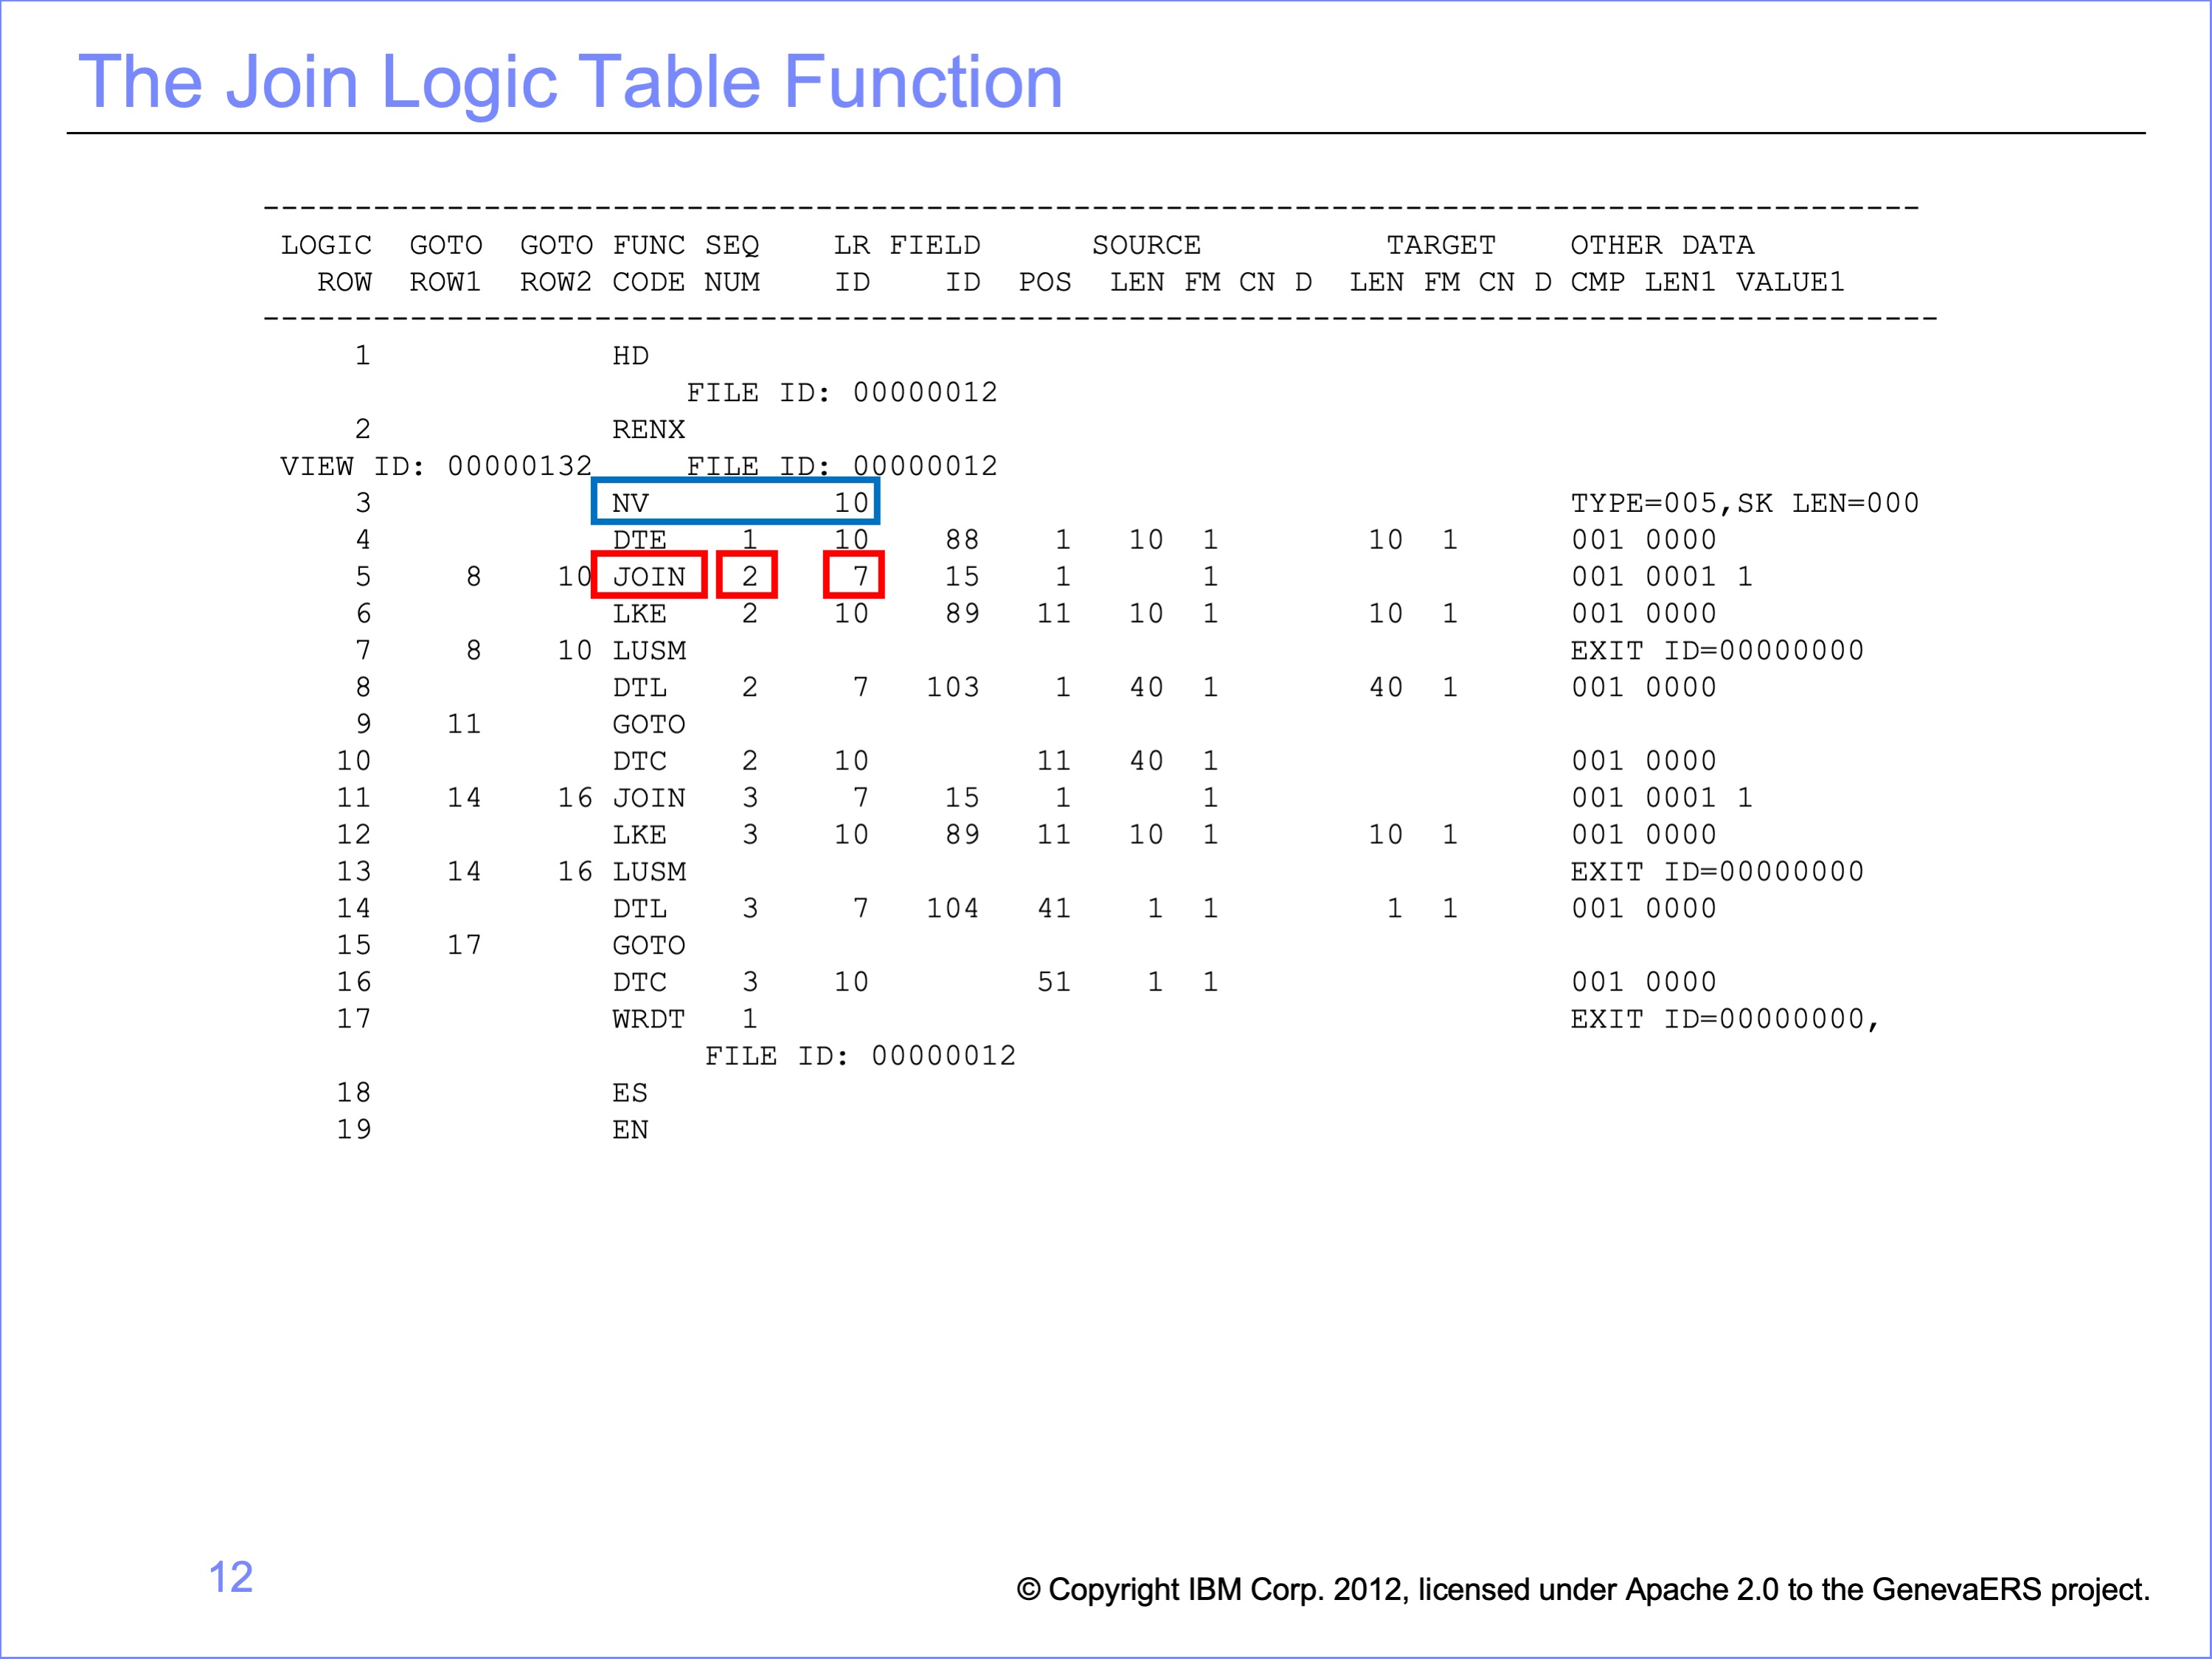 The Join Logic Table Function
------------------------------------------------------------------------------------------
LOGIC  GOTO  GOTO FUNC SEQ    LR FIELD      SOURCE          TARGET    OTHER DATA
ROW  ROW1  ROW2 CODE NUM    ID    ID  POS  LEN FM CN D  LEN FM CN D CMP LEN1 VALUE1
-------------------------------------------------------------------------------------------
1             HD
FILE ID: 00000012
2             RENX
VIEW ID: 00000132     FILE ID: 00000012
3             NV          10                                      TYPE=005,SK LEN=000
4             DTE    1    10    88    1   10  1        10  1      001 0000
5     8    10 JOIN   2     7    15    1       1                   001 0001 1
6             LKE    2    10    89   11   10  1        10  1      001 0000
7     8    10 LUSM                                                EXIT ID=00000000
8             DTL    2     7   103    1   40  1        40  1      001 0000
9    11       GOTO
10             DTC    2    10         11   40  1                   001 0000
11    14    16 JOIN   3     7    15    1       1                   001 0001 1
12             LKE    3    10    89   11   10  1        10  1      001 0000
13    14    16 LUSM                                                EXIT ID=00000000
14             DTL    3     7   104   41    1  1         1  1      001 0000
15    17       GOTO
16             DTC    3    10         51    1  1                   001 0000
17             WRDT   1                                            EXIT ID=00000000,
FILE ID: 00000012
18             ES
19             EN
12
© Copyright IBM Corp. 2012, licensed under Apache 2.0 to the GenevaERS project.